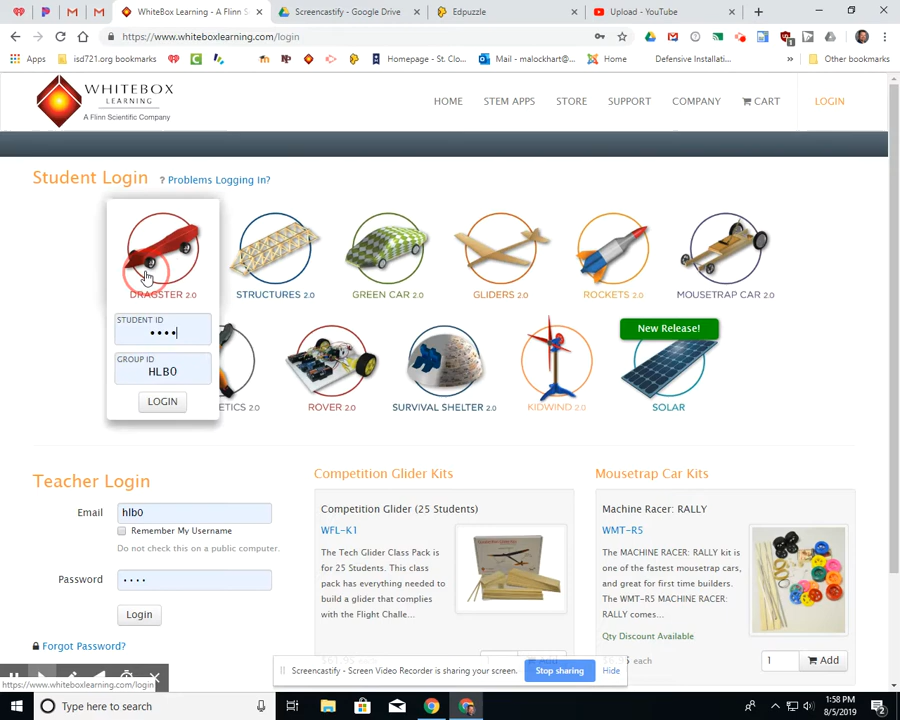 WhiteBox Learning - A Flinn S
Screencastify - Google Drive
Edpuzzle
Upload - YouTube
https://www.whiteboxlearning.com/login
Apps
isd721.org bookmarks
Homepage - St. Clo...
Mail - malockhart@...
Home
Defensive Installati...
Other bookmarks
WHITEBOX
LEARNING
A Flinn Scientific Company
HOME
STEM APPS
STORE
SUPPORT
COMPANY
CART
LOGIN
Student Login
? Problems Logging In?
DRAGSTER 2.0
STRUCTURES 2.0
GREEN CAR 2.0
GLIDERS 2.0
ROCKETS 2.0
MOUSETRAP CAR 2.0
STUDENT ID
••••
GROUP ID
HLB0
LOGIN
New Release!
ETICS 2.0
ROVER 2.0
SURVIVAL SHELTER 2.0
KIDWIND 2.0
SOLAR
Teacher Login
Email
hlb0
Remember My Username
Do not check this on a public computer.
Password
••••
Login
Forgot Password?
Competition Glider Kits
Competition Glider (25 Students)
WFL-K1
The Tech Glider Class Pack is
for 25 Students. This class
pack has everything needed to
build a glider that complies
with the Flight Challe...
Mousetrap Car Kits
Machine Racer: RALLY
WMT-R5
The MACHINE RACER: RALLY kit is
one of the fastest mousetrap cars,
and great for first time builders.
The WMT-R5 MACHINE RACER:
RALLY comes...
Qty Discount Available
each
1
Add
Screencastify - Screen Video Recorder is sharing your screen.
Stop sharing
Hide
https://www.whiteboxlearning.com/login
Type here to search
1:58 PM
8/5/2019
2